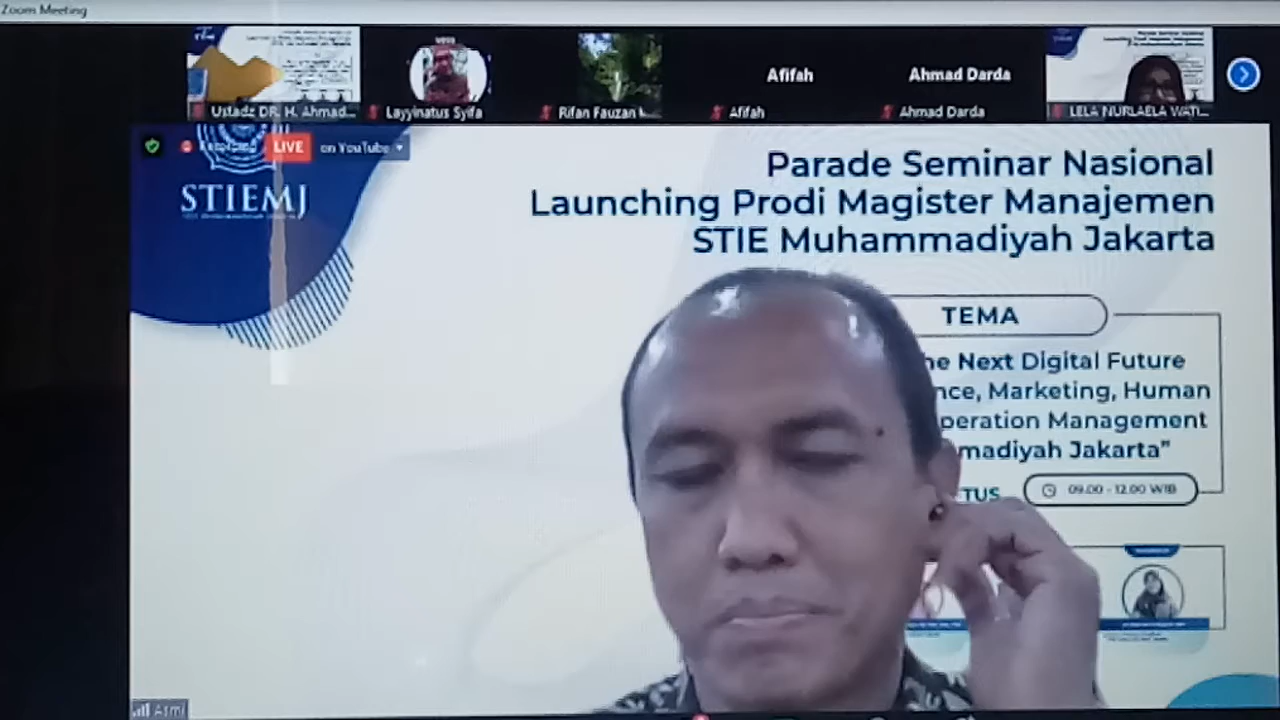 Zoom Meeting
Afifah
Ahmad Darda
Ustadz DR. H. Ahmad...
Layyinatus Syifa
Rifan Fauzan
Afifah
Ahmad Darda
LELA NURLAELA WATI...
LIVE
on YouTube
STIEMJ
Parade Seminar Nasional
Launching Prodi Magister Manajemen
STIE Muhammadiyah Jakarta
TEMA
he Next Digital Future
nce, Marketing, Human
peration Management
madiyah Jakarta"
TUS
09.00 - 12.00 WIB
Asmi